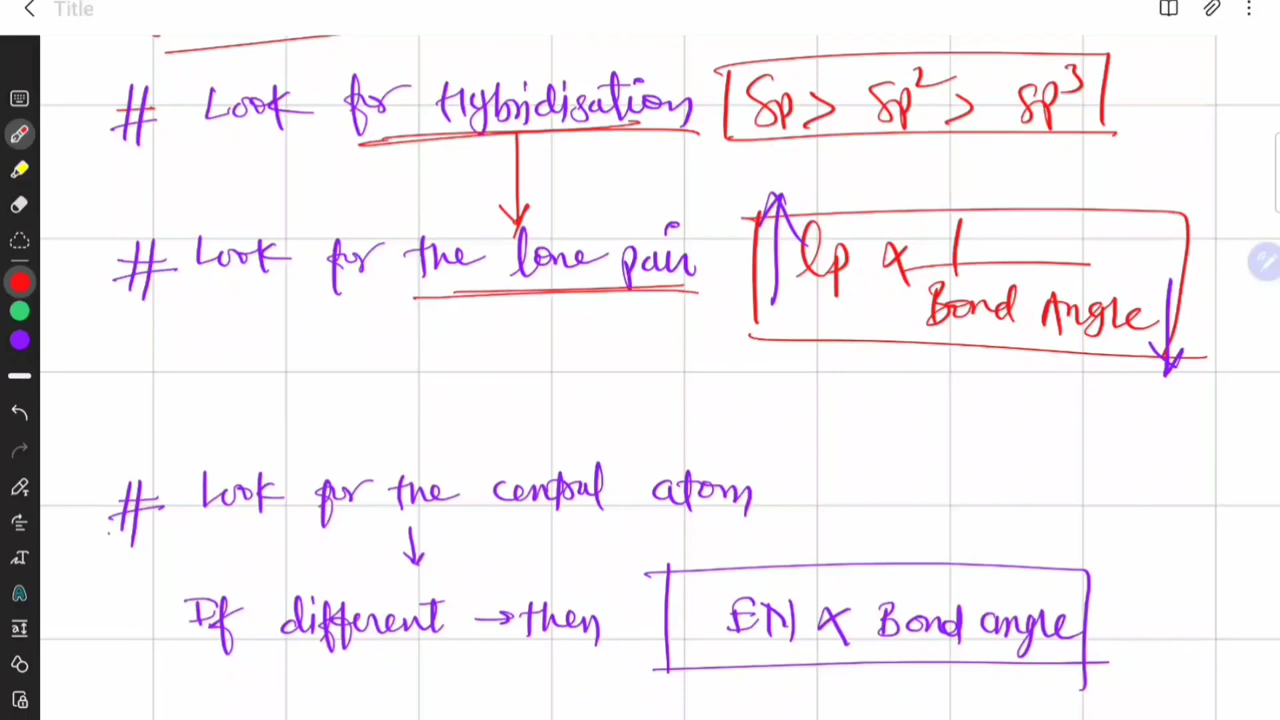 Title
# Look for Hybridisation [sp > sp² > sp³]
# Look for the lone pair [↑ lp ∝ 1/Bond Angle ↓]
# Look for the central atom
↓
If different → then [EN ∝ Bond angle]